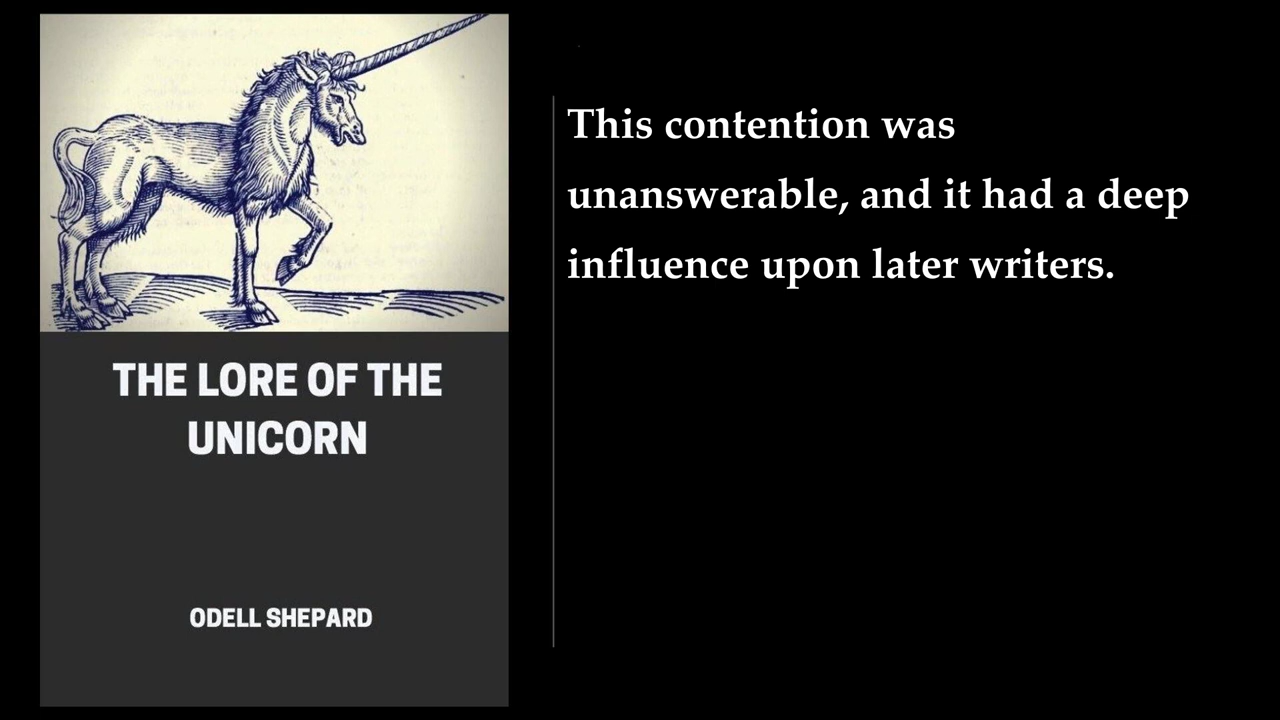 THE LORE OF THE
UNICORN
ODELL SHEPARD
This contention was
unanswerable, and it had a deep
influence upon later writers.